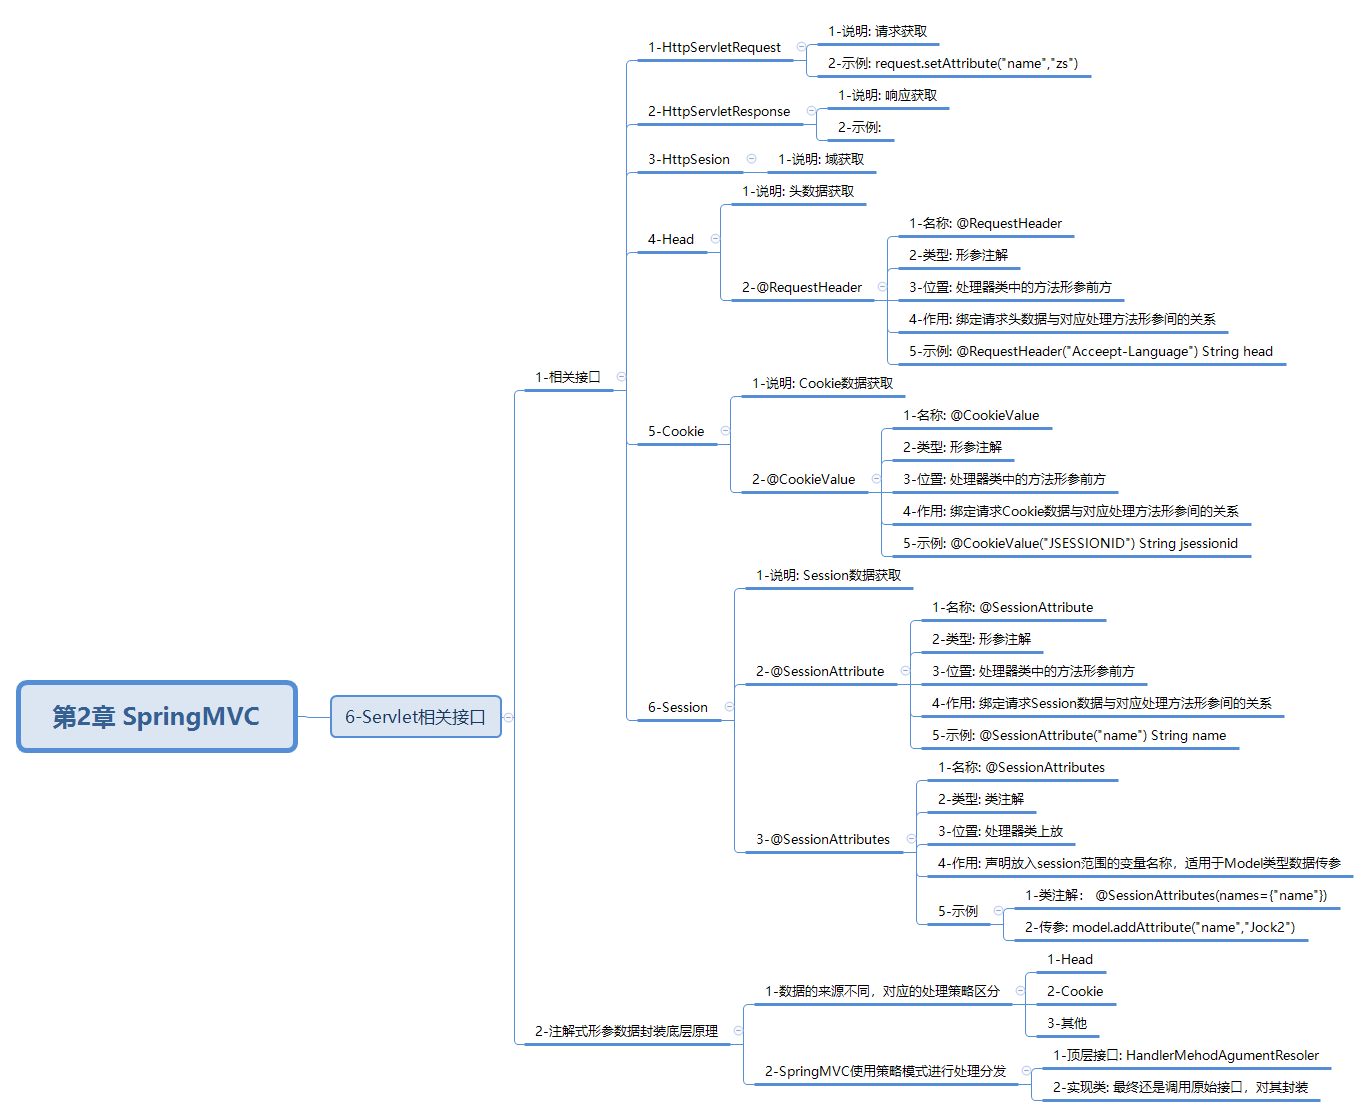 第2章 SpringMVC
6-Servlet相关接口
1-相关接口
1-HttpServletRequest
1-说明: 请求获取
2-示例: request.setAttribute("name","zs")
2-HttpServletResponse
1-说明: 响应获取
2-示例:
3-HttpSesion
1-说明: 域获取
4-Head
1-说明: 头数据获取
2-@RequestHeader
1-名称: @RequestHeader
2-类型: 形参注解
3-位置: 处理器类中的方法形参前方
4-作用: 绑定请求头数据与对应处理方法形参间的关系
5-示例: @RequestHeader("Acceept-Language") String head
5-Cookie
1-说明: Cookie数据获取
2-@CookieValue
1-名称: @CookieValue
2-类型: 形参注解
3-位置: 处理器类中的方法形参前方
4-作用: 绑定请求Cookie数据与对应处理方法形参间的关系
5-示例: @CookieValue("JSESSIONID") String jsessionid
6-Session
1-说明: Session数据获取
2-@SessionAttribute
1-名称: @SessionAttribute
2-类型: 形参注解
3-位置: 处理器类中的方法形参前方
4-作用: 绑定请求Session数据与对应处理方法形参间的关系
5-示例: @SessionAttribute("name") String name
3-@SessionAttributes
1-名称: @SessionAttributes
2-类型: 类注解
3-位置: 处理器类上放
4-作用: 声明放入session范围的变量名称，适用于Model类型数据传参
5-示例
1-类注解： @SessionAttributes(names={"name"})
2-传参: model.addAttribute("name","Jock2")
2-注解式形参数据封装底层原理
1-数据的来源不同，对应的处理策略区分
1-Head
2-Cookie
3-其他
2-SpringMVC使用策略模式进行处理分发
1-顶层接口: HandlerMehodAgumentResoler
2-实现类: 最终还是调用原始接口，对其封装